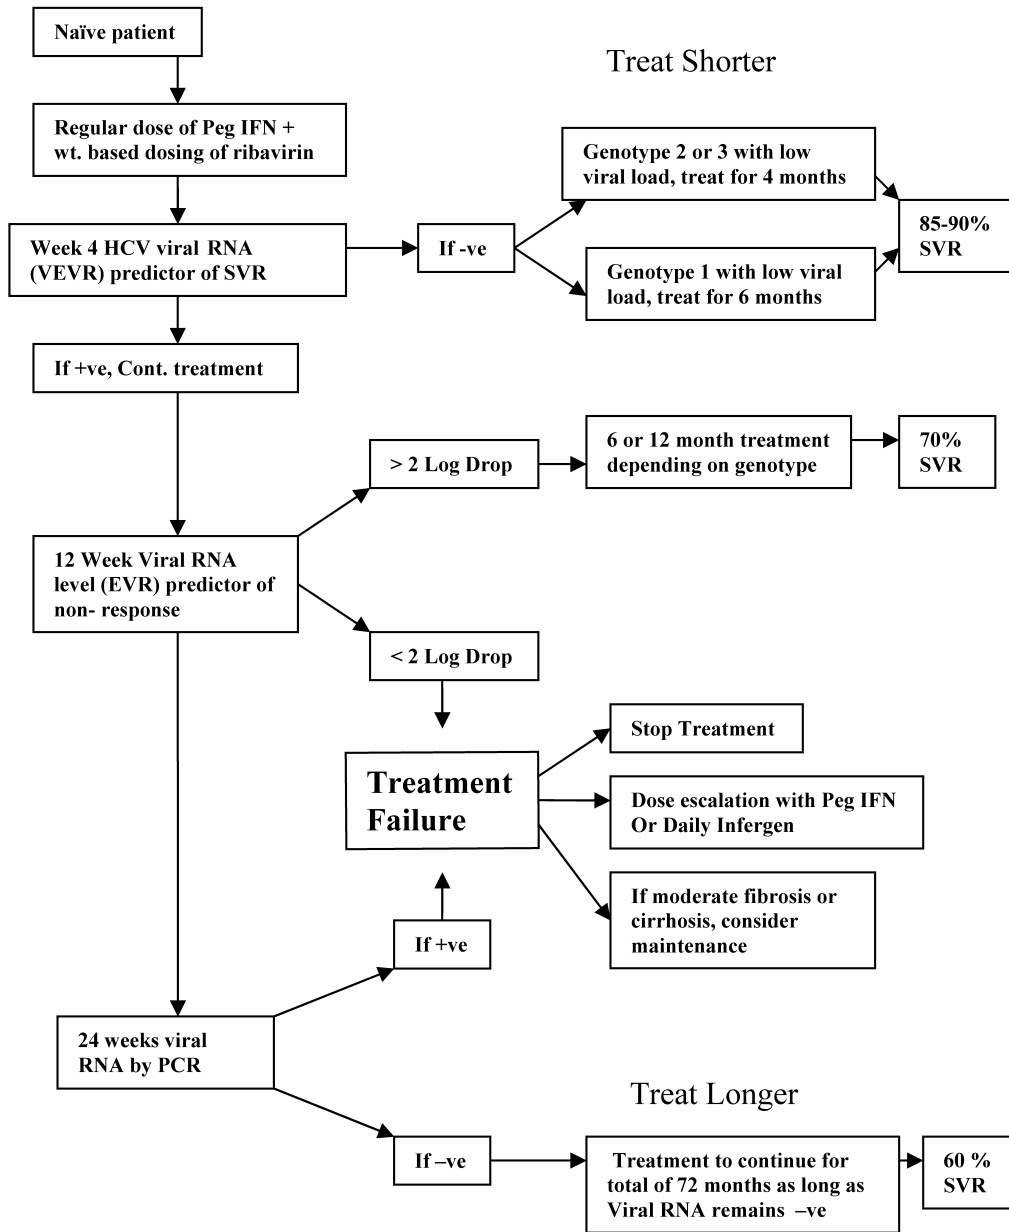 Naïve patient
Treat Shorter
Regular dose of Peg IFN +
wt. based dosing of ribavirin
Genotype 2 or 3 with low
viral load, treat for 4 months
Week 4 HCV viral RNA
(VEVR) predictor of SVR
If -ve
85-90%
SVR
Genotype 1 with low viral
load, treat for 6 months
If +ve, Cont. treatment
> 2 Log Drop
6 or 12 month treatment
depending on genotype
70%
SVR
12 Week Viral RNA
level (EVR) predictor of
non- response
< 2 Log Drop
Treatment
Failure
Stop Treatment
Dose escalation with Peg IFN
Or Daily Infergen
If moderate fibrosis or
cirrhosis, consider
maintenance
If +ve
24 weeks viral
RNA by PCR
Treat Longer
If –ve
Treatment to continue for
total of 72 months as long as
Viral RNA remains –ve
60 %
SVR